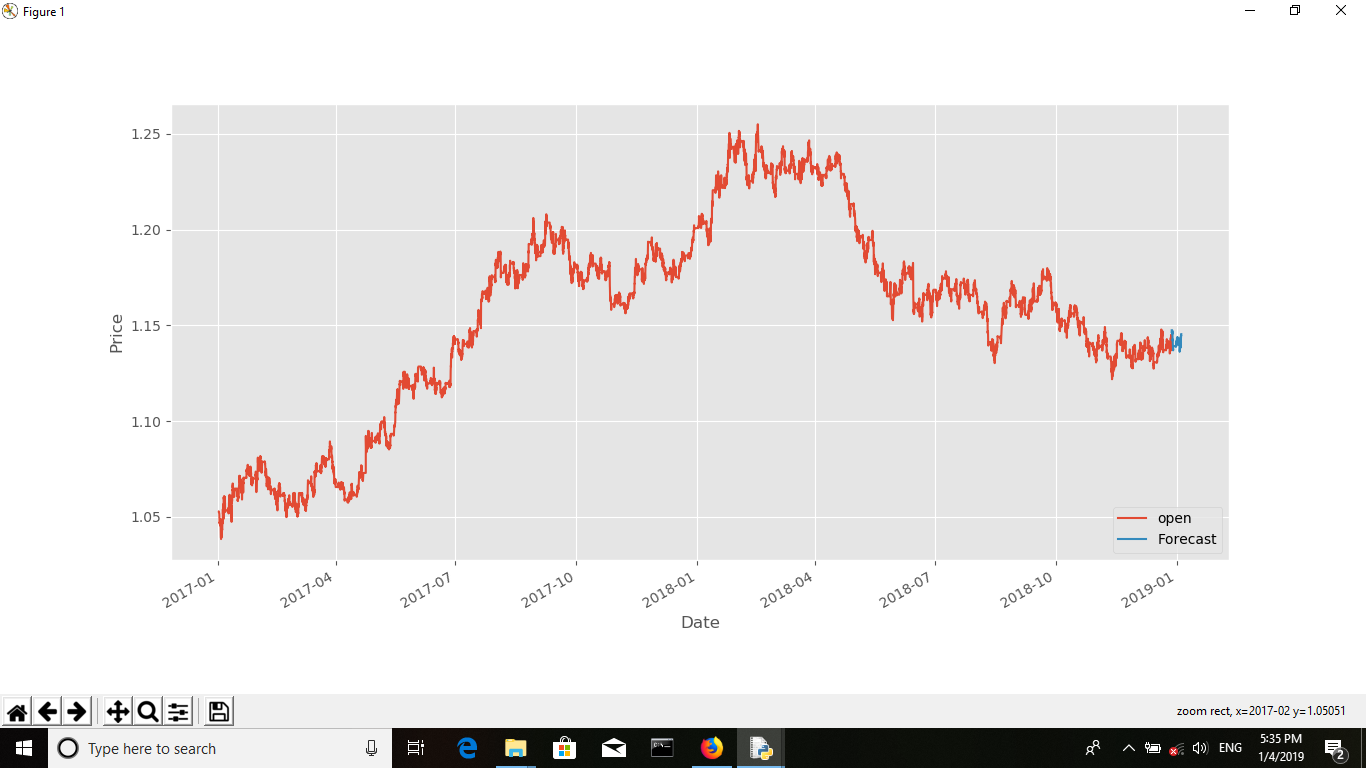 Figure 1
1.25
1.20
1.15
1.10
1.05
Price
open
Forecast
2017-01
2017-04
2017-07
2017-10
2018-01
2018-04
2018-07
2018-10
2019-01
Date
zoom rect, x=2017-02 y=1.05051
Type here to search
ENG
5:35 PM
1/4/2019
2